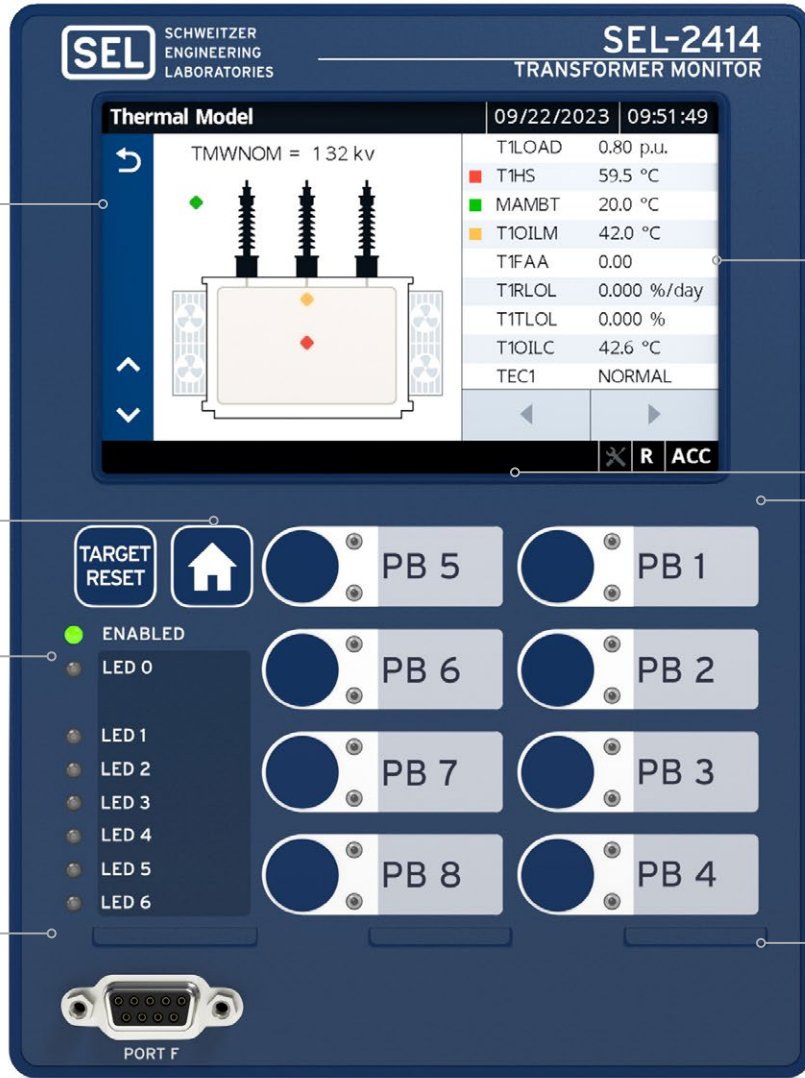 SEL
SCHWEITZER
ENGINEERING
LABORATORIES
SEL-2414
TRANSFORMER MONITOR
Thermal Model
09/22/2023 09:51:49
TMWNOM = 132 kv
T1LOAD 0.80 p.u.
T1HS 59.5 °C
MAMBT 20.0 °C
T1OILM 42.0 °C
T1FAA 0.00
T1RLOL 0.000 %/day
T1TLOL 0.000 %
T1OILC 42.6 °C
TEC1 NORMAL
R ACC
TARGET
RESET
PB 5
PB 1
ENABLED
LED 0
PB 6
PB 2
LED 1
LED 2
LED 3
PB 7
PB 3
LED 4
LED 5
LED 6
PB 8
PB 4
PORT F